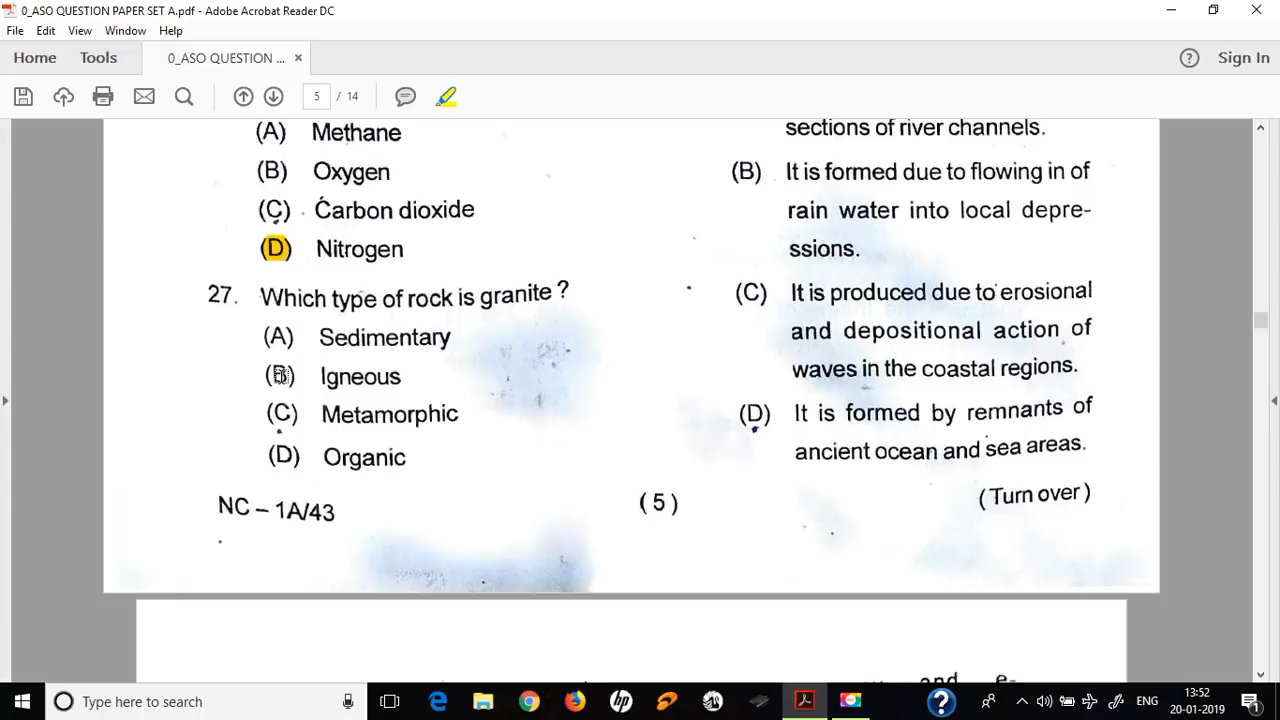 0_ASO QUESTION PAPER SET A.pdf - Adobe Acrobat Reader DC
File Edit View Window Help
Home Tools 0_ASO QUESTION ... × Sign In
5 / 14
(A) Methane
(B) Oxygen
(C) Carbon dioxide
(D) Nitrogen
27. Which type of rock is granite ?
(A) Sedimentary
(B) Igneous
(C) Metamorphic
(D) Organic
NC – 1A/43
sections of river channels.
(B) It is formed due to flowing in of
rain water into local depre-
ssions.
(C) It is produced due to erosional
and depositional action of
waves in the coastal regions.
(D) It is formed by remnants of
ancient ocean and sea areas.
( 5 )
( Turn over )
Type here to search
ENG
13:52
20-01-2019